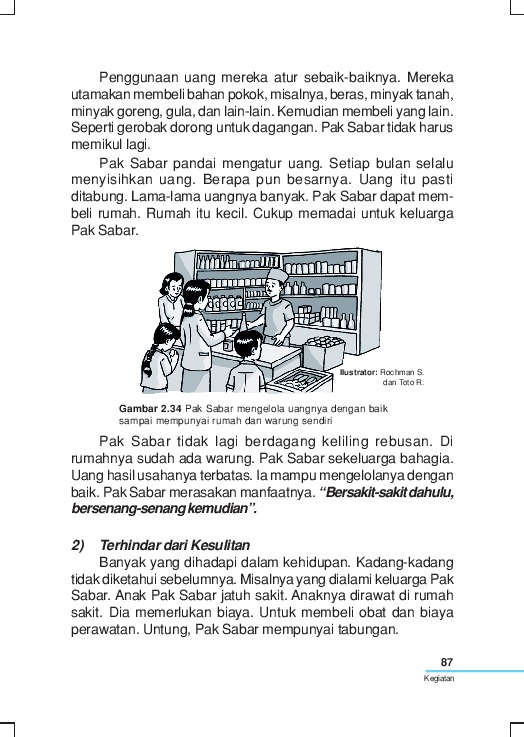 Penggunaan uang mereka atur sebaik-baiknya. Mereka
utamakan membeli bahan pokok, misalnya, beras, minyak tanah,
minyak goreng, gula, dan lain-lain. Kemudian membeli yang lain.
Seperti gerobak dorong untuk dagangan. Pak Sabar tidak harus
memikul lagi.
Pak Sabar pandai mengatur uang. Setiap bulan selalu
menyisihkan uang. Berapa pun besarnya. Uang itu pasti
ditabung. Lama-lama uangnya banyak. Pak Sabar dapat mem-
beli rumah. Rumah itu kecil. Cukup memadai untuk keluarga
Pak Sabar.
Ilustrator: Rochman S.
dan Toto R.
Gambar 2.34 Pak Sabar mengelola uangnya dengan baik
sampai mempunyai rumah dan warung sendiri
Pak Sabar tidak lagi berdagang keliling rebusan. Di
rumahnya sudah ada warung. Pak Sabar sekeluarga bahagia.
Uang hasil usahanya terbatas. Ia mampu mengelolanya dengan
baik. Pak Sabar merasakan manfaatnya. “Bersakit-sakit dahulu,
bersenang-senang kemudian”.
2) Terhindar dari Kesulitan
Banyak yang dihadapi dalam kehidupan. Kadang-kadang
tidak diketahui sebelumnya. Misalnya yang dialami keluarga Pak
Sabar. Anak Pak Sabar jatuh sakit. Anaknya dirawat di rumah
sakit. Dia memerlukan biaya. Untuk membeli obat dan biaya
perawatan. Untung, Pak Sabar mempunyai tabungan.
87
Kegiatan